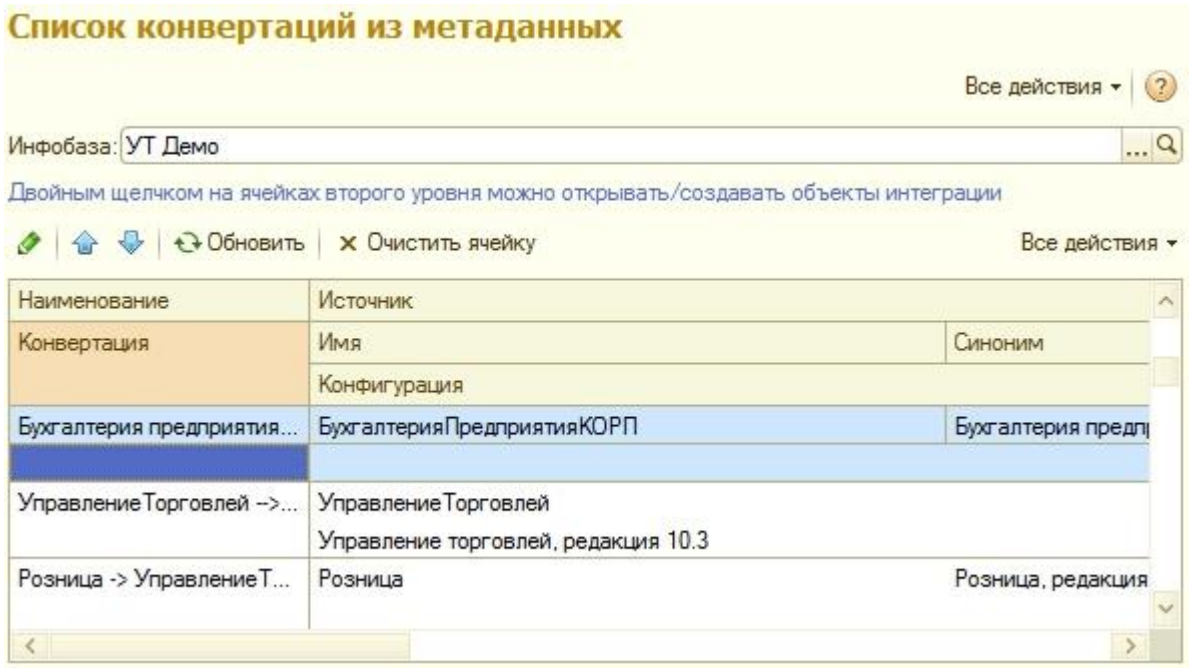 Список конвертаций из метаданных
Все действия
Инфобаза: УТ Демо
Двойным щелчком на ячейках второго уровня можно открывать/создавать объекты интеграции
Обновить Очистить ячейку Все действия
Наименование Источник
Конвертация Имя Синоним
Конфигурация
Бухгалтерия предприятия... БухгалтерияПредприятияКОРП Бухгалтерия предпр
УправлениеТорговлей -->... УправлениеТорговлей
Управление торговлей, редакция 10.3
Розница -> УправлениеТ... Розница Розница, редакция